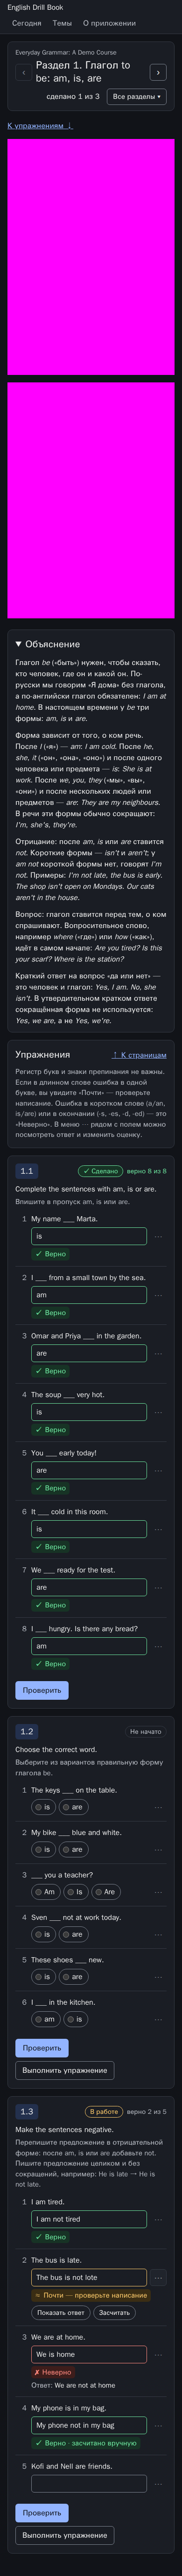 English Drill Book
Сегодня Темы О приложении
Everyday Grammar: A Demo Course
‹ Раздел 1. Глагол to ›
be: am, is, are
сделано 1 из 3 Все разделы ▾
К упражнениям ↓
▼ Объяснение
Глагол be («быть») нужен, чтобы сказать,
кто человек, где он и какой он. По-
русски мы говорим «Я дома» без глагола,
а по-английски глагол обязателен: I am at
home. В настоящем времени у be три
формы: am, is и are.
Форма зависит от того, о ком речь.
После I («я») — am: I am cold. После he,
she, it («он», «она», «оно») и после одного
человека или предмета — is: She is at
work. После we, you, they («мы», «вы»,
«они») и после нескольких людей или
предметов — are: They are my neighbours.
В речи эти формы обычно сокращают:
I'm, she's, they're.
Отрицание: после am, is или are ставится
not. Короткие формы — isn't и aren't; у
am not короткой формы нет, говорят I'm
not. Примеры: I'm not late, the bus is early.
The shop isn't open on Mondays. Our cats
aren't in the house.
Вопрос: глагол ставится перед тем, о ком
спрашивают. Вопросительное слово,
например where («где») или how («как»),
идёт в самом начале: Are you tired? Is this
your scarf? Where is the station?
Краткий ответ на вопрос «да или нет» —
это человек и глагол: Yes, I am. No, she
isn't. В утвердительном кратком ответе
сокращённая форма не используется:
Yes, we are, а не Yes, we're.
Упражнения ↑ К страницам
Регистр букв и знаки препинания не важны.
Если в длинном слове ошибка в одной
букве, вы увидите «Почти» — проверьте
написание. Ошибка в коротком слове (a/an,
is/are) или в окончании (-s, -es, -d, -ed) — это
«Неверно». В меню ··· рядом с полем можно
посмотреть ответ и изменить оценку.
1.1 ✓ Сделано верно 8 из 8
Complete the sentences with am, is or are.
Впишите в пропуск am, is или are.
1 My name ___ Marta.
is ···
✓ Верно
2 I ___ from a small town by the sea.
am ···
✓ Верно
3 Omar and Priya ___ in the garden.
are ···
✓ Верно
4 The soup ___ very hot.
is ···
✓ Верно
5 You ___ early today!
are ···
✓ Верно
6 It ___ cold in this room.
is ···
✓ Верно
7 We ___ ready for the test.
are ···
✓ Верно
8 I ___ hungry. Is there any bread?
am ···
✓ Верно
Проверить
1.2 Не начато
Choose the correct word.
Выберите из вариантов правильную форму
глагола be.
1 The keys ___ on the table.
is are ···
2 My bike ___ blue and white.
is are ···
3 ___ you a teacher?
Am Is Are ···
4 Sven ___ not at work today.
is are ···
5 These shoes ___ new.
is are ···
6 I ___ in the kitchen.
am is ···
Проверить
Выполнить упражнение
1.3 В работе верно 2 из 5
Make the sentences negative.
Перепишите предложение в отрицательной
форме: после am, is или are добавьте not.
Пишите предложение целиком и без
сокращений, например: He is late → He is
not late.
1 I am tired.
I am not tired ···
✓ Верно
2 The bus is late.
The bus is not lote ···
≈ Почти — проверьте написание
Показать ответ Засчитать
3 We are at home.
We is home ···
✗ Неверно
Ответ: We are not at home
4 My phone is in my bag.
My phone not in my bag ···
✓ Верно · засчитано вручную
5 Kofi and Neli are friends.
···
Проверить
Выполнить упражнение